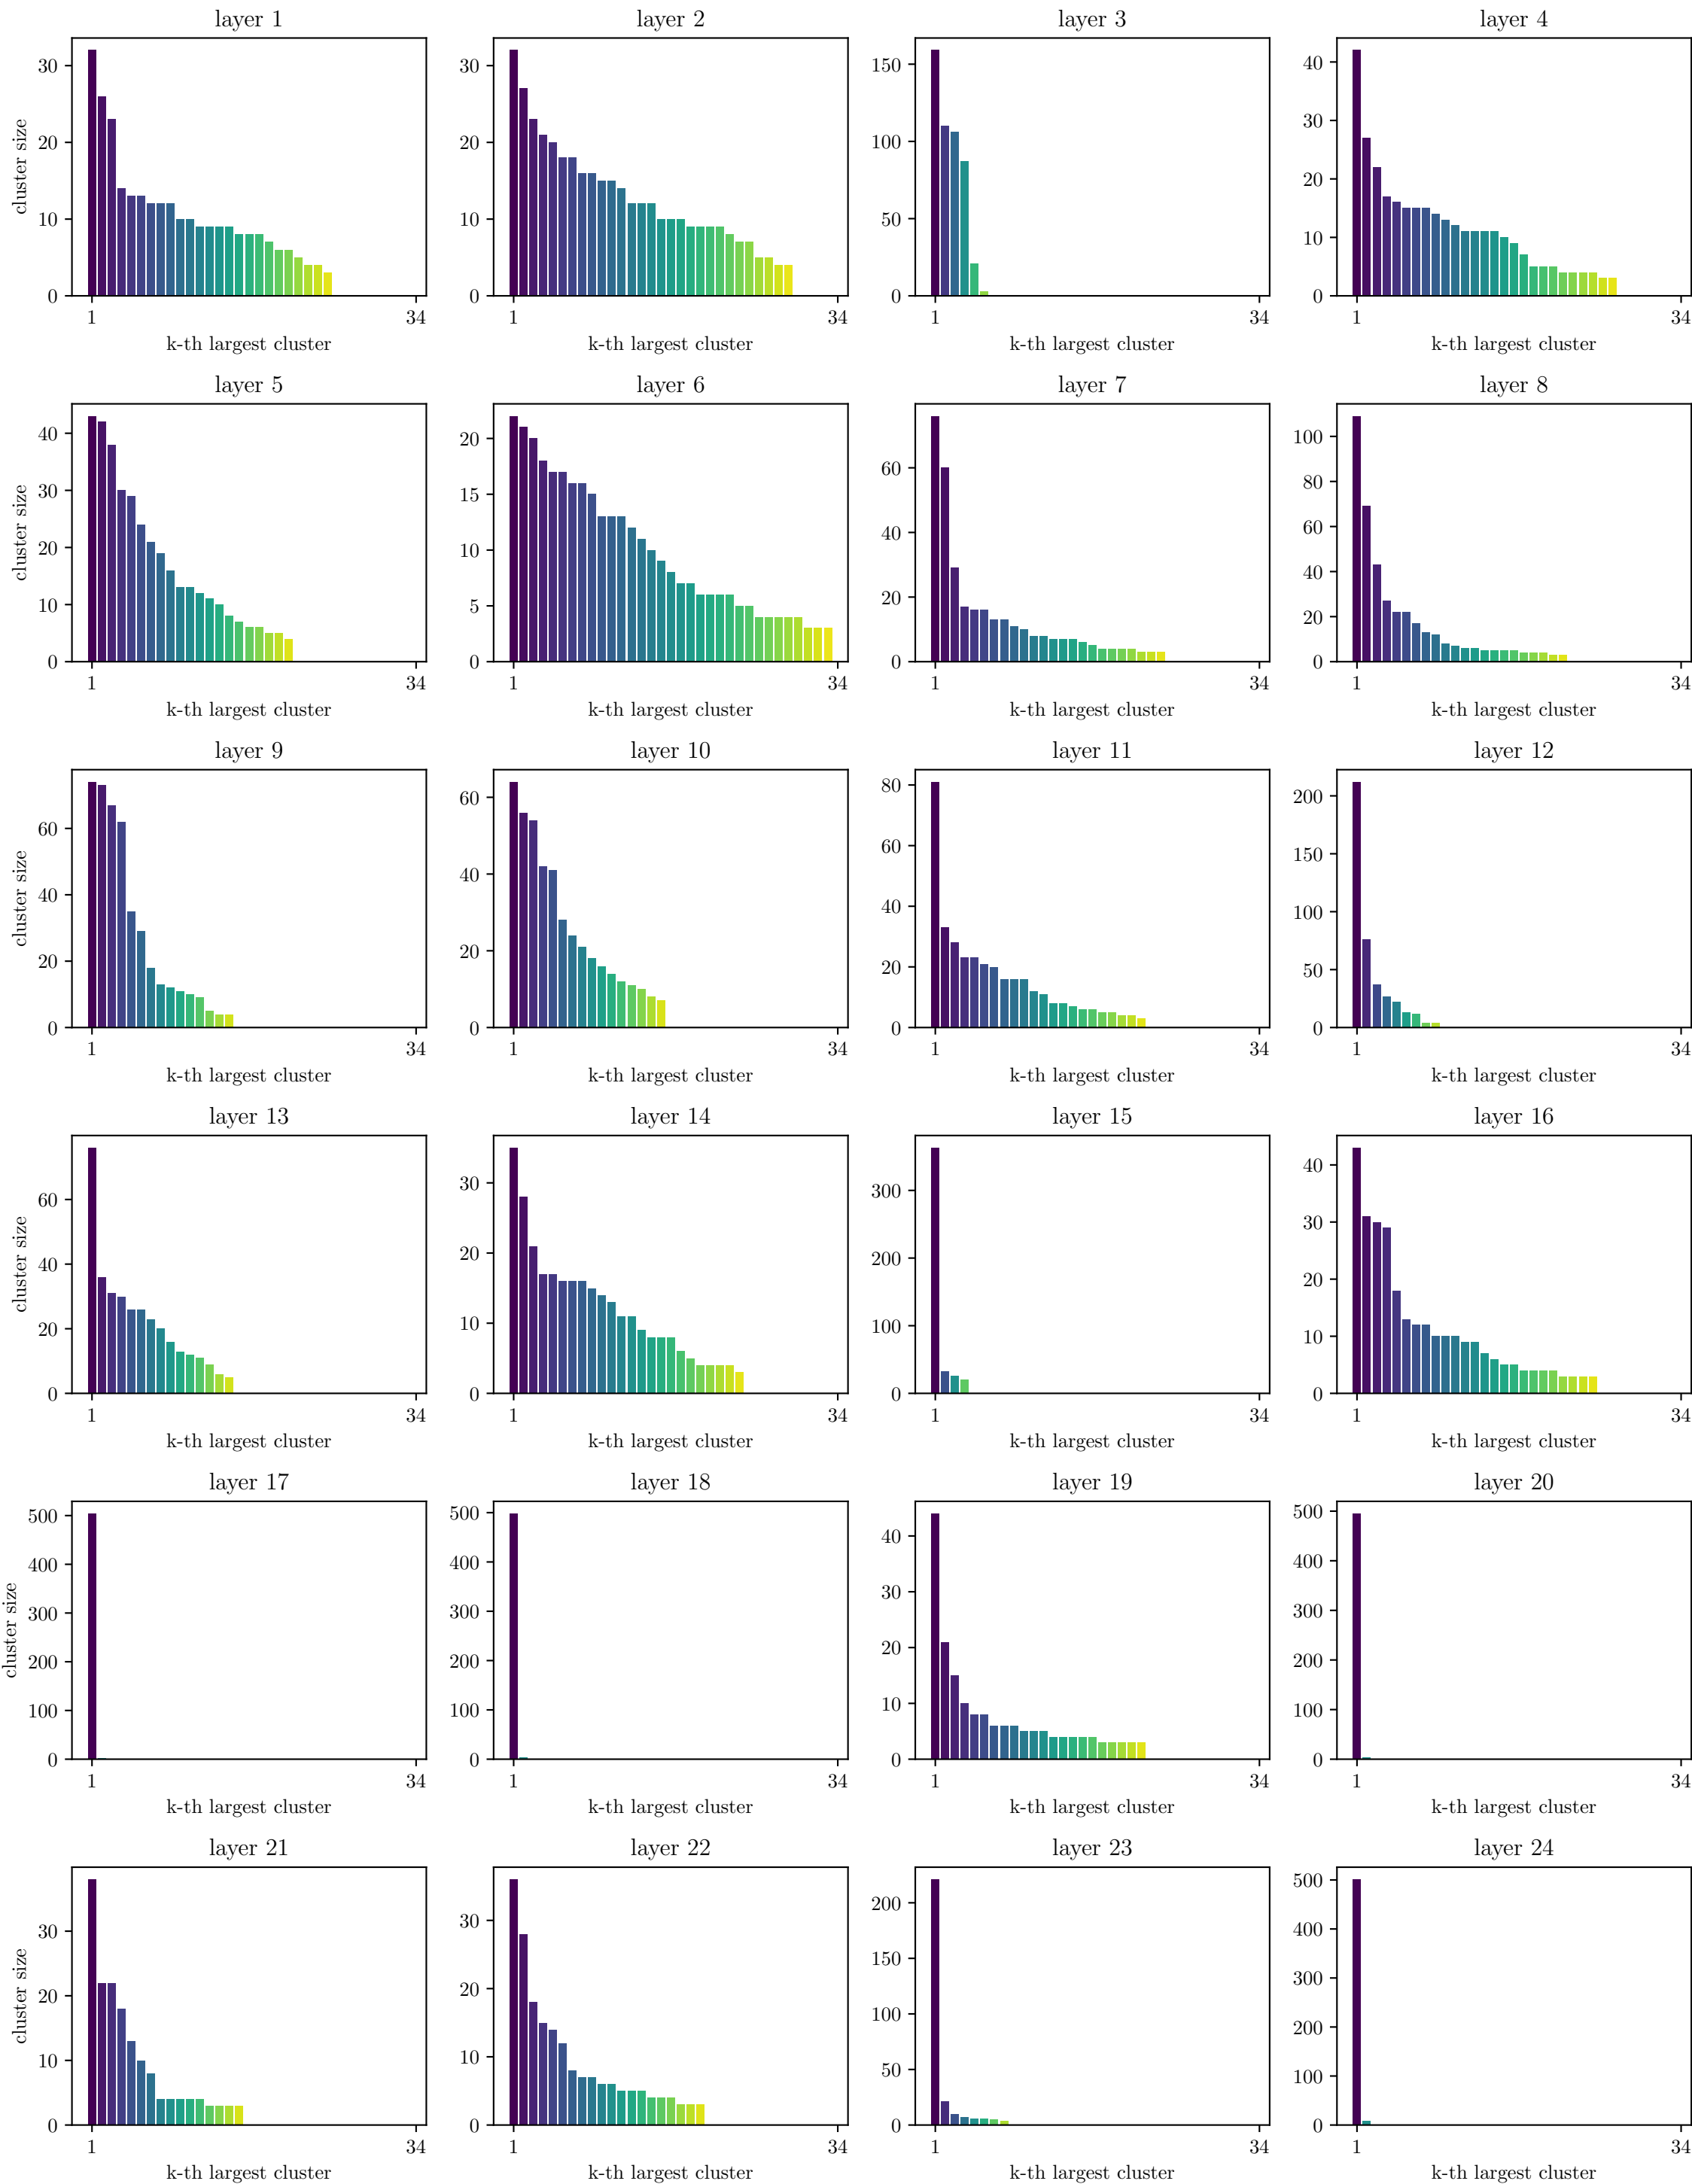 layer 1
layer 2
layer 3
layer 4
cluster size
30
20
10
0
30
20
10
0
150
100
50
0
40
30
20
10
0
1 34
1 34
1 34
1 34
k-th largest cluster
k-th largest cluster
k-th largest cluster
k-th largest cluster
layer 5
layer 6
layer 7
layer 8
cluster size
40
30
20
10
0
20
15
10
5
0
60
40
20
0
100
80
60
40
20
0
1 34
1 34
1 34
1 34
k-th largest cluster
k-th largest cluster
k-th largest cluster
k-th largest cluster
layer 9
layer 10
layer 11
layer 12
cluster size
60
40
20
0
60
40
20
0
80
60
40
20
0
200
150
100
50
0
1 34
1 34
1 34
1 34
k-th largest cluster
k-th largest cluster
k-th largest cluster
k-th largest cluster
layer 13
layer 14
layer 15
layer 16
cluster size
60
40
20
0
30
20
10
0
300
200
100
0
40
30
20
10
0
1 34
1 34
1 34
1 34
k-th largest cluster
k-th largest cluster
k-th largest cluster
k-th largest cluster
layer 17
layer 18
layer 19
layer 20
cluster size
500
400
300
200
100
0
500
400
300
200
100
0
40
30
20
10
0
500
400
300
200
100
0
1 34
1 34
1 34
1 34
k-th largest cluster
k-th largest cluster
k-th largest cluster
k-th largest cluster
layer 21
layer 22
layer 23
layer 24
cluster size
30
20
10
0
30
20
10
0
200
150
100
50
0
500
400
300
200
100
0
1 34
1 34
1 34
1 34
k-th largest cluster
k-th largest cluster
k-th largest cluster
k-th largest cluster